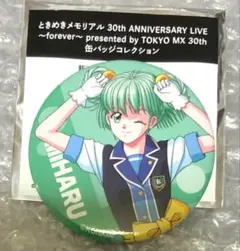 ときめきメモリアル 30th ANNIVERSARY LIVE
～forever～ presented by TOKYO MX 30th
缶バッジコレクション
MIHARU